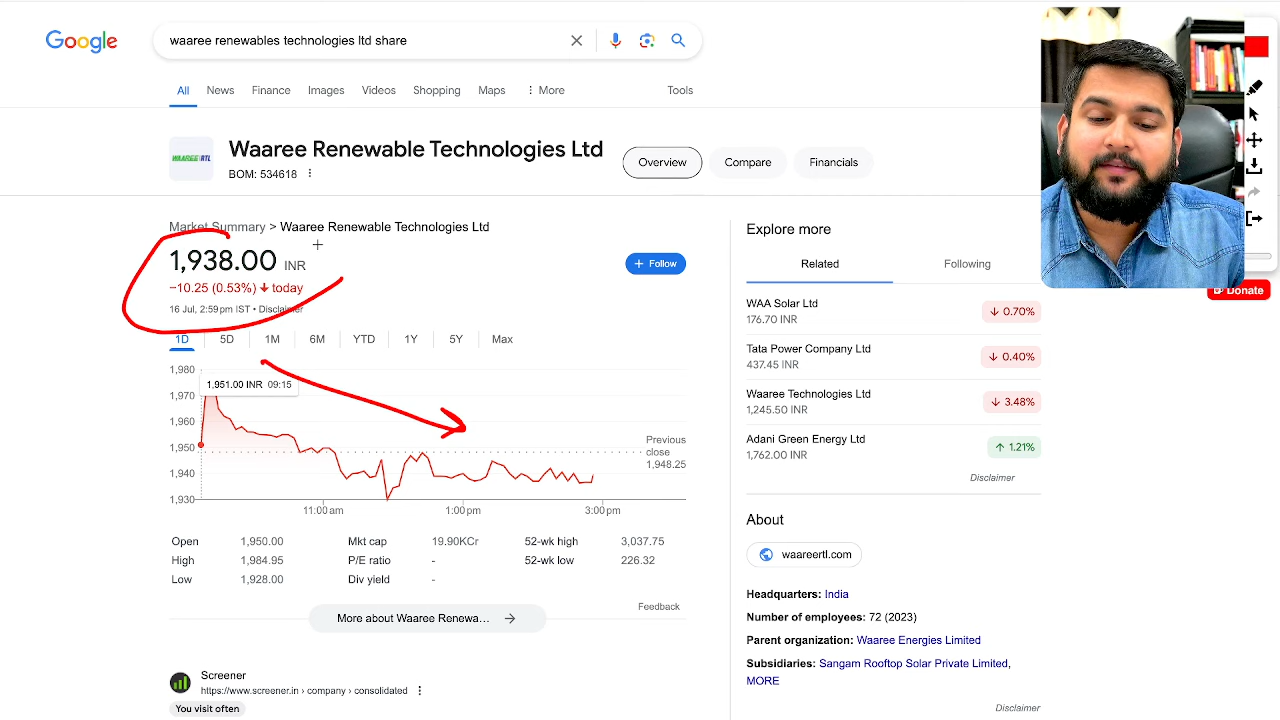 Google
waaree renewables technologies ltd share
All News Finance Images Videos Shopping Maps More Tools
WAAREE RTL
Waaree Renewable Technologies Ltd
BOM: 534618
Overview Compare Financials
Market Summary > Waaree Renewable Technologies Ltd
1,938.00 INR
−10.25 (0.53%) ↓ today
16 Jul, 2:59 pm IST • Disclaimer
+ Follow
1D 5D 1M 6M YTD 1Y 5Y Max
1,980
1,970
1,960
1,950
1,940
1,930
1,951.00 INR 09:15
Previous
close
1,948.25
11:00 am 1:00 pm 3:00 pm
Open 1,950.00 Mkt cap 19.90KCr 52-wk high 3,037.75
High 1,984.95 P/E ratio - 52-wk low 226.32
Low 1,928.00 Div yield -
Feedback
More about Waaree Renewa... →
Screener
https://www.screener.in › company › consolidated
You visit often
Explore more
Related Following
WAA Solar Ltd
176.70 INR
↓ 0.70%
Tata Power Company Ltd
437.45 INR
↓ 0.40%
Waaree Technologies Ltd
1,245.50 INR
↓ 3.48%
Adani Green Energy Ltd
1,762.00 INR
↑ 1.21%
Disclaimer
About
waareertl.com
Headquarters: India
Number of employees: 72 (2023)
Parent organization: Waaree Energies Limited
Subsidiaries: Sangam Rooftop Solar Private Limited,
MORE
Disclaimer
Donate